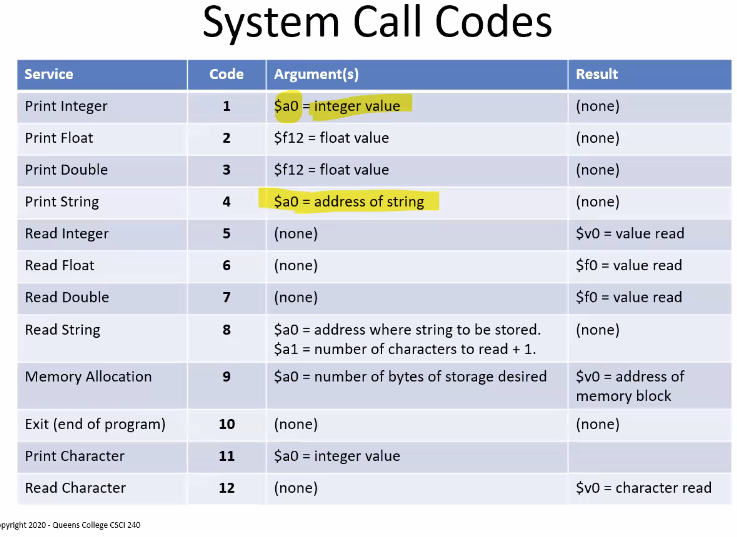 System Call Codes
Service Code Argument(s) Result
Print Integer 1 $a0 = integer value (none)
Print Float 2 $f12 = float value (none)
Print Double 3 $f12 = float value (none)
Print String 4 $a0 = address of string (none)
Read Integer 5 (none) $v0 = value read
Read Float 6 (none) $f0 = value read
Read Double 7 (none) $f0 = value read
Read String 8 $a0 = address where string to be stored. (none)
$a1 = number of characters to read + 1.
Memory Allocation 9 $a0 = number of bytes of storage desired $v0 = address of
memory block
Exit (end of program) 10 (none) (none)
Print Character 11 $a0 = integer value
Read Character 12 (none) $v0 = character read
opyright 2020 - Queens College CSCI 240